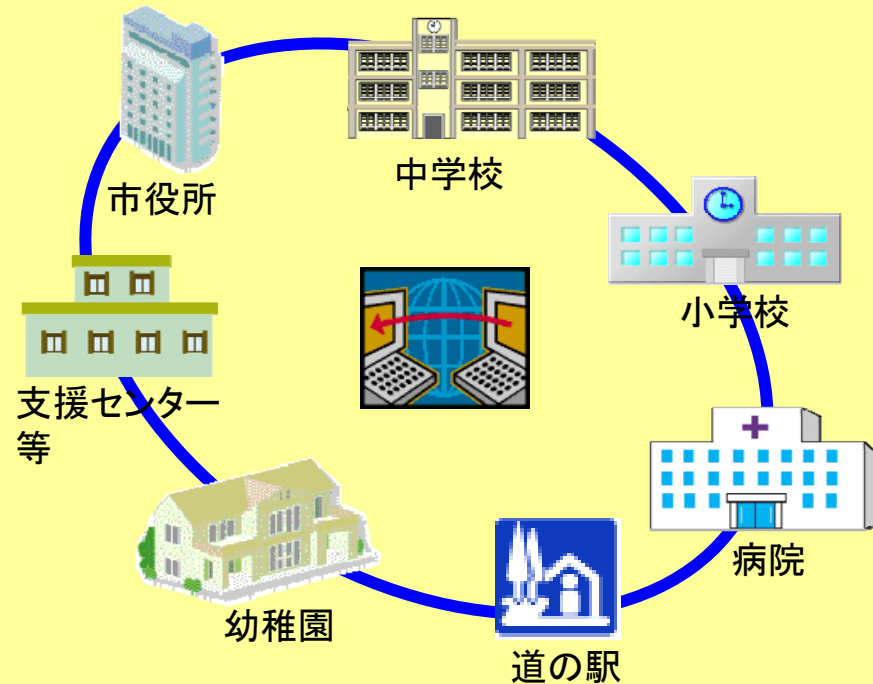 市役所
中学校
小学校
支援センター
等
病院
幼稚園
道の駅